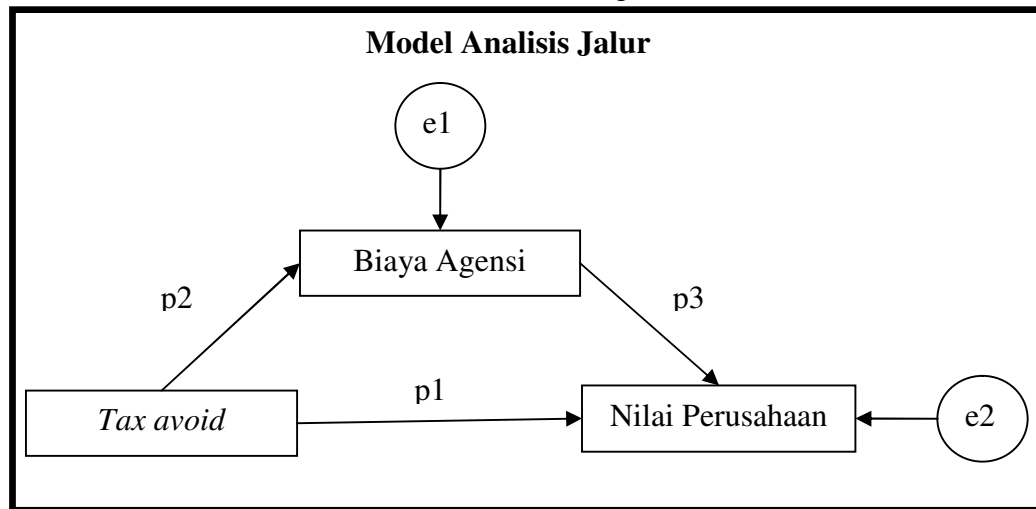 Model Analisis Jalur
e1
Biaya Agensi
p2
p3
p1
Tax avoid
Nilai Perusahaan
e2